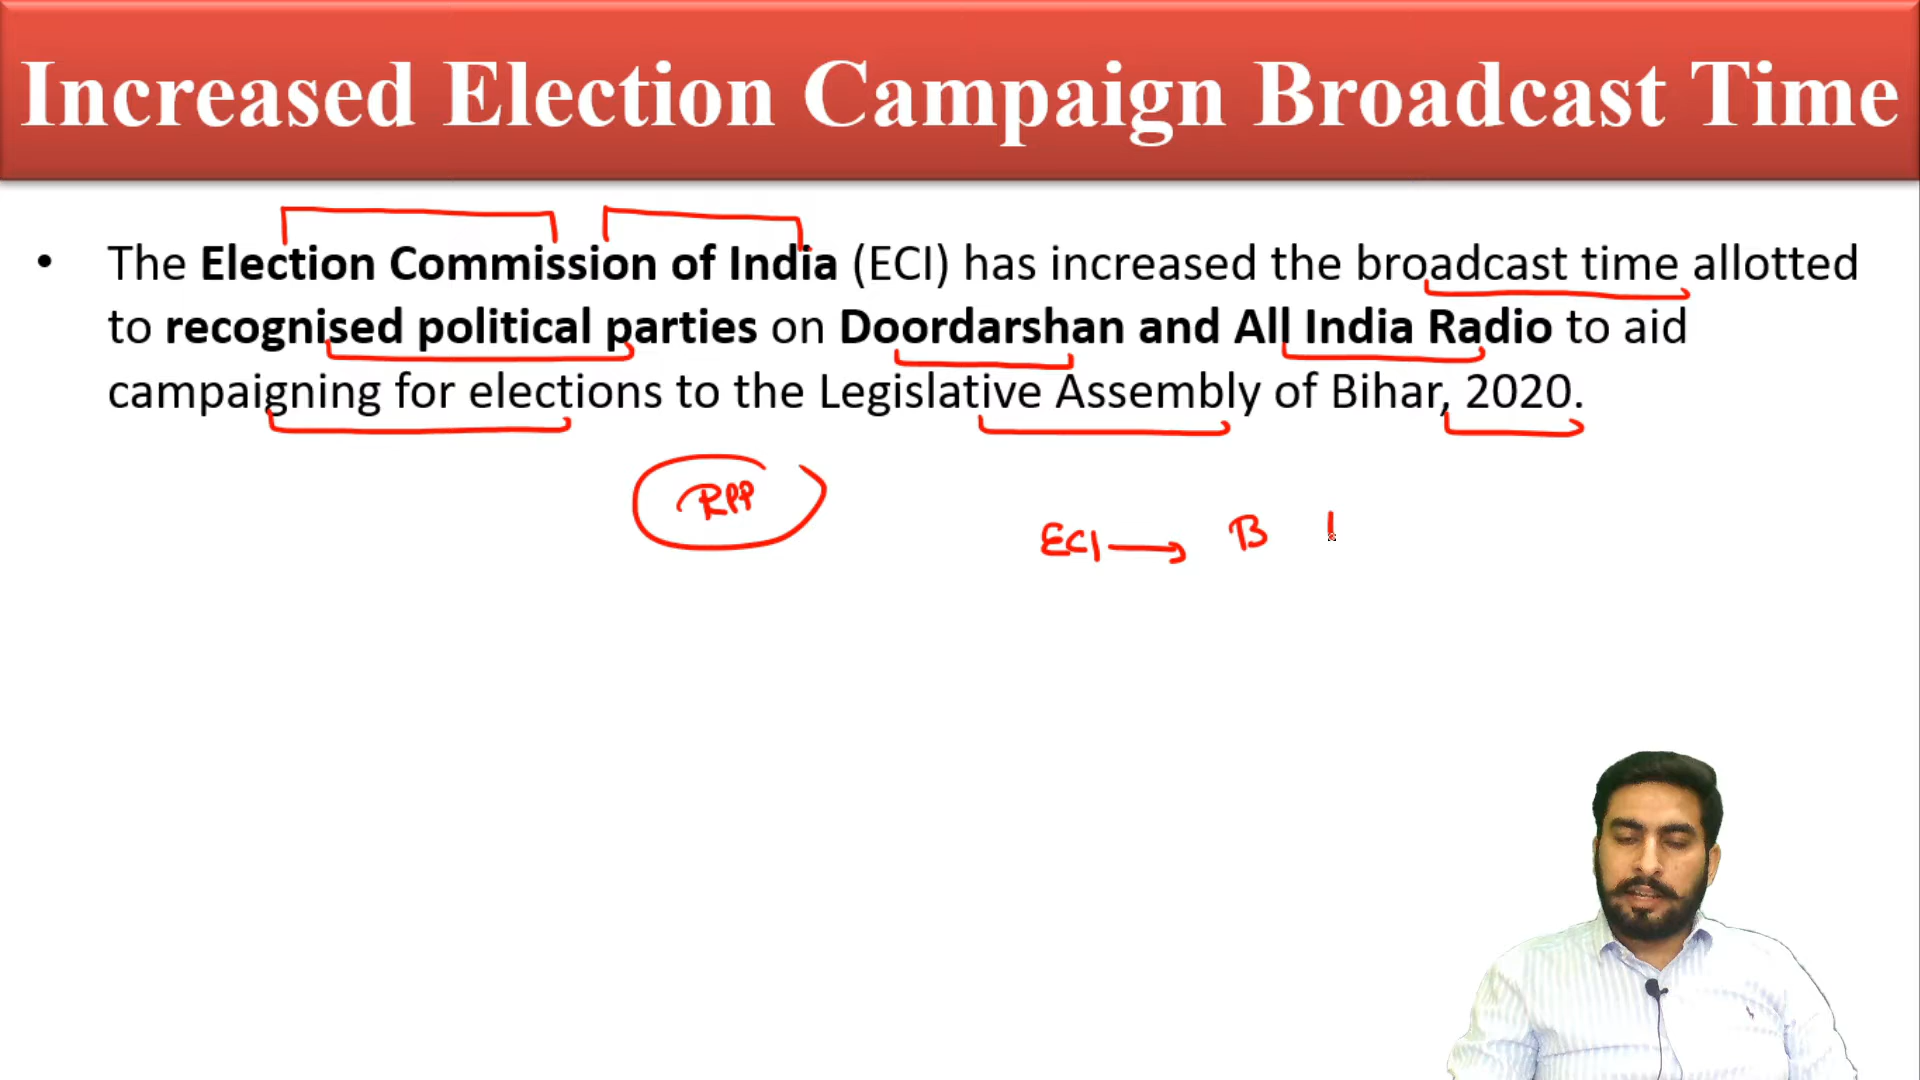 Increased Election Campaign Broadcast Time
• The Election Commission of India (ECI) has increased the broadcast time allotted
to recognised political parties on Doordarshan and All India Radio to aid
campaigning for elections to the Legislative Assembly of Bihar, 2020.
RPP
ECI → B